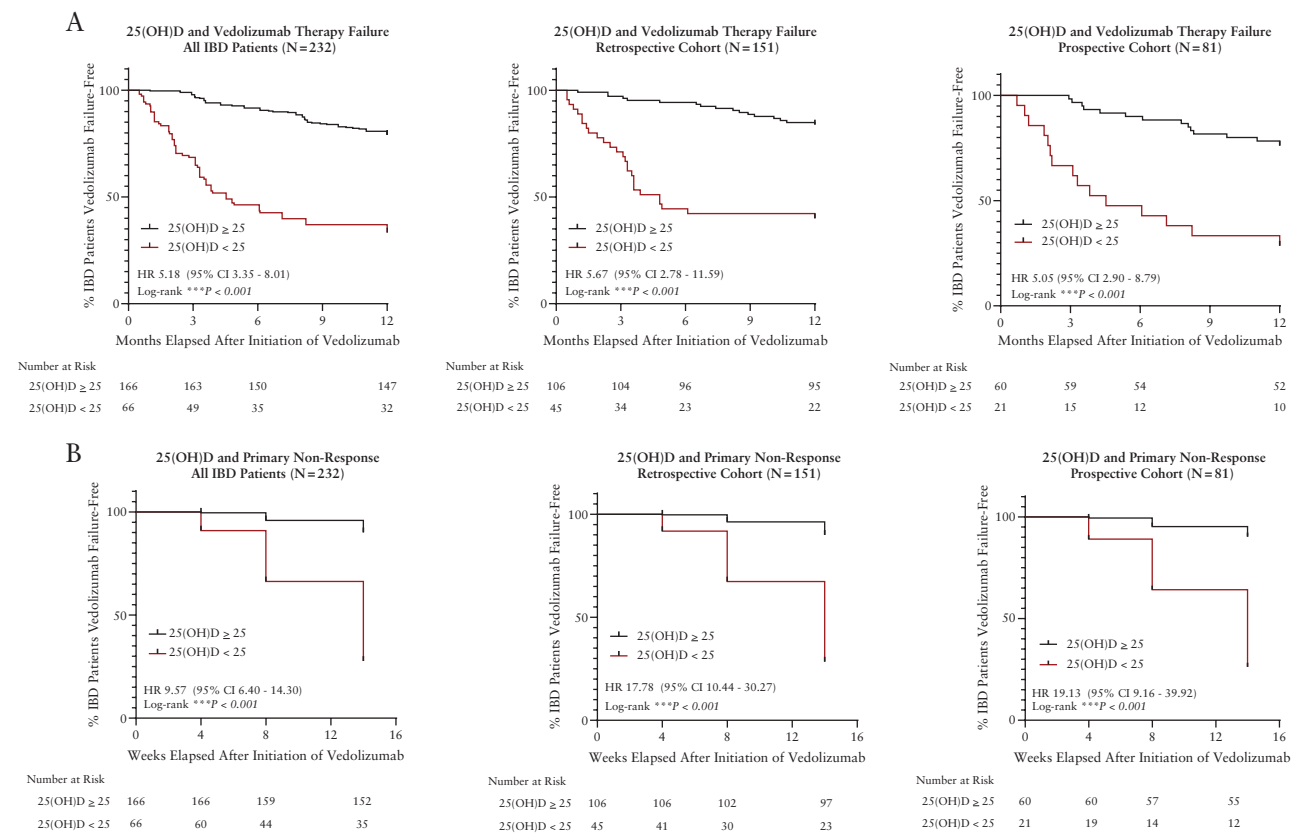 A
25(OH)D and Vedolizumab Therapy Failure
All IBD Patients (N=232)
% IBD Patients Vedolizumab Failure-Free
100
50
0
25(OH)D ≥ 25
25(OH)D < 25
HR 5.18 (95% CI 3.35 - 8.01)
Log-rank ***P < 0.001
0 3 6 9 12
Months Elapsed After Initiation of Vedolizumab
Number at Risk
25(OH)D ≥ 25 166 163 150 147
25(OH)D < 25 66 49 35 32
25(OH)D and Vedolizumab Therapy Failure
Retrospective Cohort (N=151)
% IBD Patients Vedolizumab Failure-Free
100
50
0
25(OH)D ≥ 25
25(OH)D < 25
HR 5.67 (95% CI 2.78 - 11.59)
Log-rank ***P < 0.001
0 3 6 9 12
Months Elapsed After Initiation of Vedolizumab
Number at Risk
25(OH)D ≥ 25 106 104 96 95
25(OH)D < 25 45 34 23 22
25(OH)D and Vedolizumab Therapy Failure
Prospective Cohort (N=81)
% IBD Patients Vedolizumab Failure-Free
100
50
0
25(OH)D ≥ 25
25(OH)D < 25
HR 5.05 (95% CI 2.90 - 8.79)
Log-rank ***P < 0.001
0 3 6 9 12
Months Elapsed After Initiation of Vedolizumab
Number at Risk
25(OH)D ≥ 25 60 59 54 52
25(OH)D < 25 21 15 12 10
B
25(OH)D and Primary Non-Response
All IBD Patients (N=232)
% IBD Patients Vedolizumab Failure-Free
100
50
0
25(OH)D ≥ 25
25(OH)D < 25
HR 9.57 (95% CI 6.40 - 14.30)
Log-rank ***P < 0.001
0 4 8 12 16
Weeks Elapsed After Initiation of Vedolizumab
Number at Risk
25(OH)D ≥ 25 166 166 159 152
25(OH)D < 25 66 60 44 35
25(OH)D and Primary Non-Response
Retrospective Cohort (N=151)
% IBD Patients Vedolizumab Failure-Free
100
50
0
25(OH)D ≥ 25
25(OH)D < 25
HR 17.78 (95% CI 10.44 - 30.27)
Log-rank ***P < 0.001
0 4 8 12 16
Weeks Elapsed After Initiation of Vedolizumab
Number at Risk
25(OH)D ≥ 25 106 106 102 97
25(OH)D < 25 45 41 30 23
25(OH)D and Primary Non-Response
Prospective Cohort (N=81)
% IBD Patients Vedolizumab Failure-Free
100
50
0
25(OH)D ≥ 25
25(OH)D < 25
HR 19.13 (95% CI 9.16 - 39.92)
Log-rank ***P < 0.001
0 4 8 12 16
Weeks Elapsed After Initiation of Vedolizumab
Number at Risk
25(OH)D ≥ 25 60 60 57 55
25(OH)D < 25 21 19 14 12